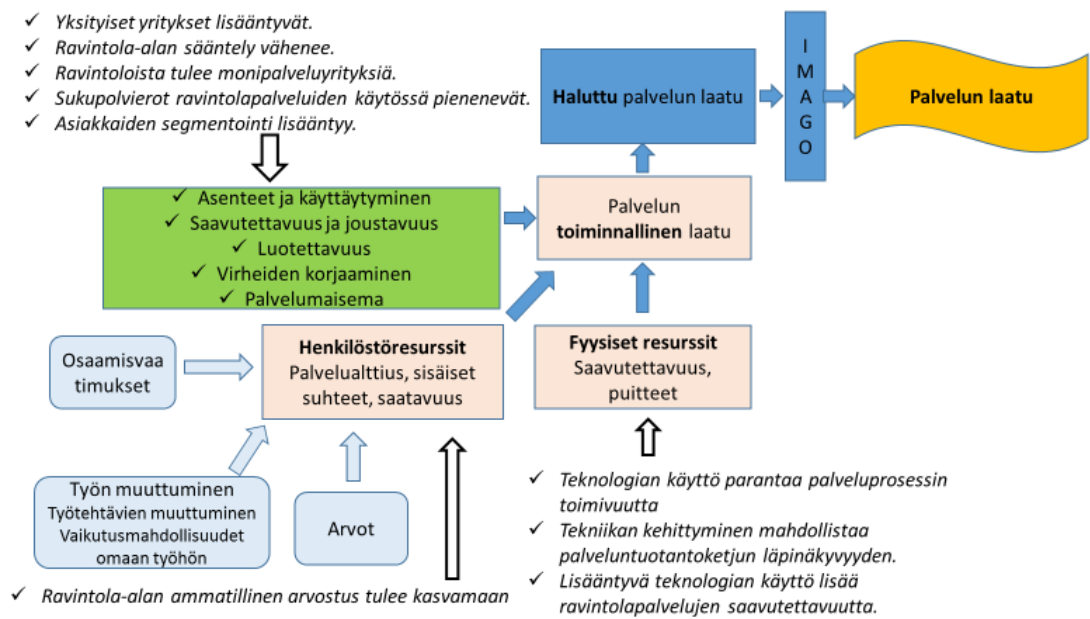 ✓ Yksityiset yritykset lisääntyvät.
✓ Ravintola-alan sääntely vähenee.
✓ Ravintoloista tulee monipalveluyrityksiä.
✓ Sukupolvierot ravintolapalveluiden käytössä pienenevät.
✓ Asiakkaiden segmentointi lisääntyy.
Haluttu palvelun laatu
IMAGO
Palvelun laatu
✓ Asenteet ja käyttäytyminen
✓ Saavutettavuus ja joustavuus
✓ Luotettavuus
✓ Virheiden korjaaminen
✓ Palvelumaisema
Palvelun
toiminnallinen laatu
Osaamisvaa
timukset
Henkilöstöresurssit
Palvelualttius, sisäiset
suhteet, saatavuus
Fyysiset resurssit
Saavutettavuus,
puitteet
Työn muuttuminen
Työtehtävien muuttuminen
Vaikutusmahdollisuudet
omaan työhön
Arvot
✓ Ravintola-alan ammatillinen arvostus tulee kasvamaan
✓ Teknologian käyttö parantaa palveluprosessin
toimivuutta
✓ Tekniikan kehittyminen mahdollistaa
palveluntuotantoketjun läpinäkyvyyden.
✓ Lisääntyvä teknologian käyttö lisää
ravintolapalvelujen saavutettavuutta.